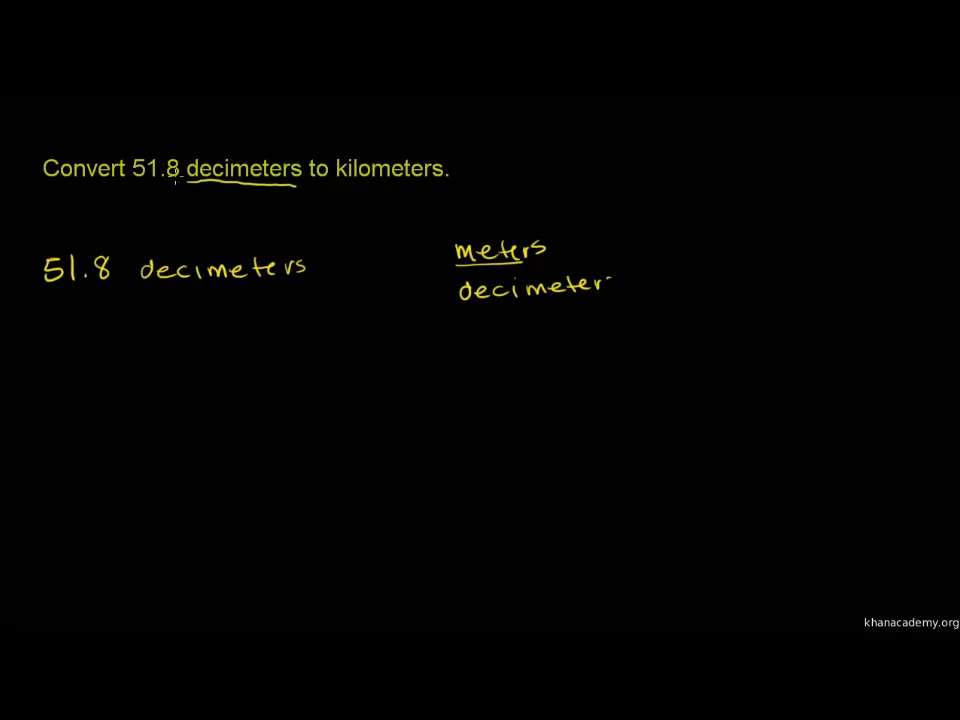 Convert 51.8 decimeters to kilometers.
51.8 decimeters
meters
decimeter
khanacademy.org